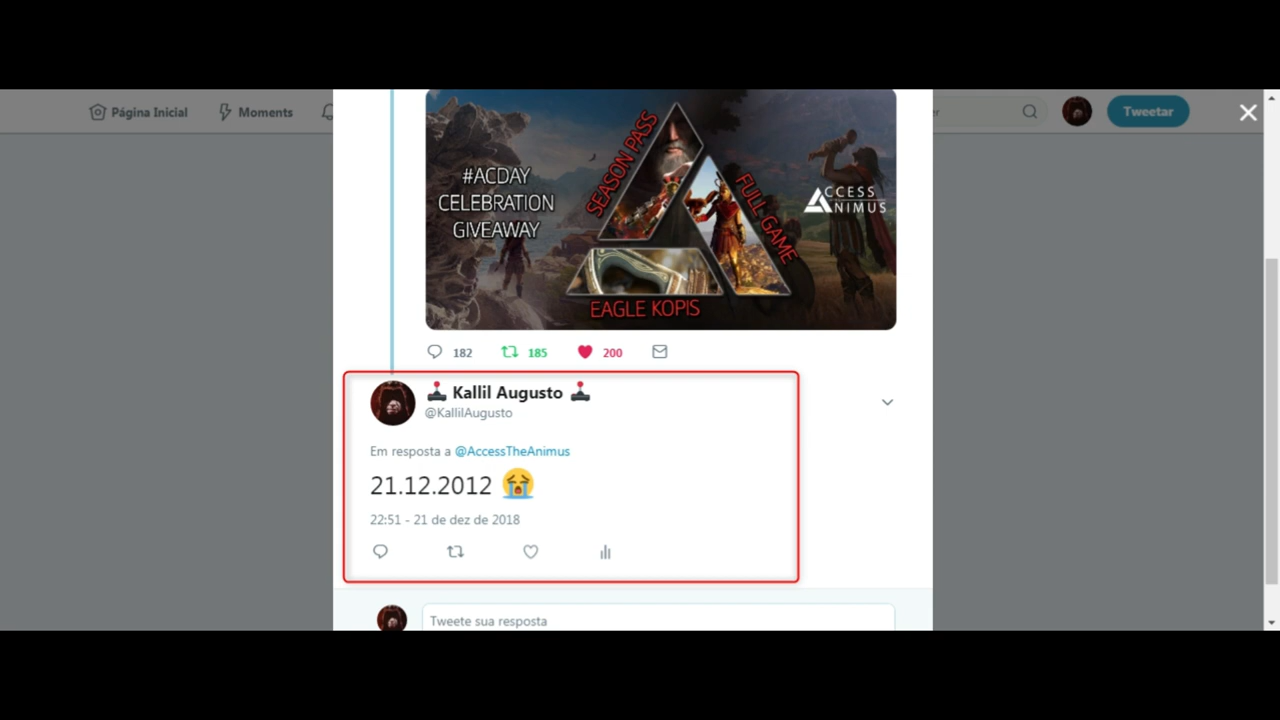 Página Inicial
Moments
Tweetar
#ACDAY
CELEBRATION
GIVEAWAY
SEASON PASS
FULL GAME
EAGLE KOPIS
ACCESS
ANIMUS
182
185
200
Kallil Augusto
@KallilAugusto
Em resposta a @AccessTheAnimus
21.12.2012 😭
22:51 - 21 de dez de 2018
Tweete sua resposta